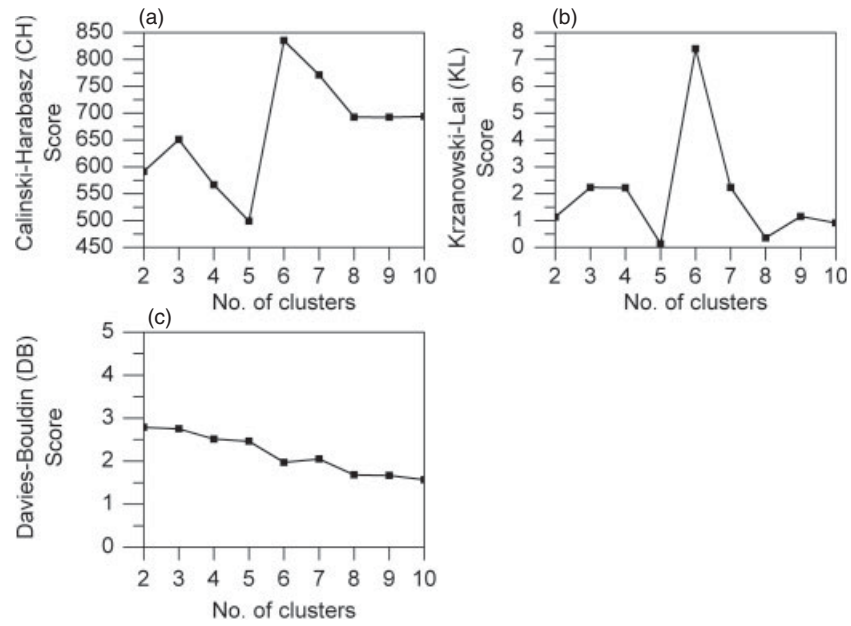 (a)
Calinski-Harabasz (CH)
Score
850
800
750
700
650
600
550
500
450
2 3 4 5 6 7 8 9 10
No. of clusters
(b)
Krzanowski-Lai (KL)
Score
8
7
6
5
4
3
2
1
0
2 3 4 5 6 7 8 9 10
No. of clusters
(c)
Davies-Bouldin (DB)
Score
5
4
3
2
1
0
2 3 4 5 6 7 8 9 10
No. of clusters